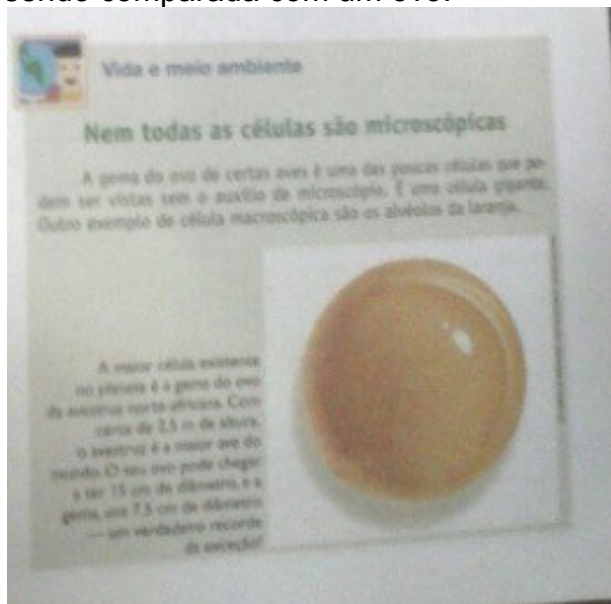 sendo comparada com um ovo.
Vida e meio ambiente
Nem todas as células são microscópicas
A gema do ovo de certas aves é uma das poucas células que po-
dem ser vistas sem o auxílio de microscópio. É uma célula gigante.
Outro exemplo de célula macroscópica são os alvéolos da laranja.
A maior célula existente
no planeta é a gema do ovo
da avestruz norte-africana. Com
cerca de 2,5 m de altura,
o avestruz é a maior ave do
mundo. O seu ovo pode chegar
a ter 15 cm de diâmetro, e a
gema, uns 7,5 cm de diâmetro
— um verdadeiro recorde
de exceção!